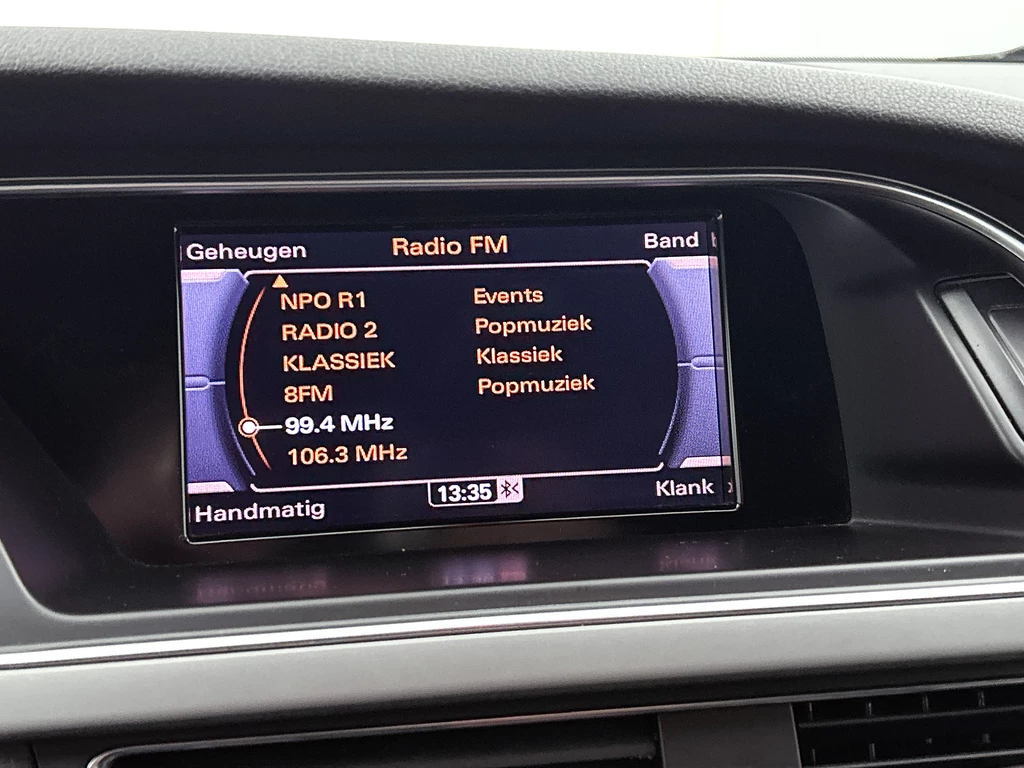 Geheugen Radio FM Band
NPO R1 Events
RADIO 2 Popmuziek
KLASSIEK Klassiek
8FM Popmuziek
99.4 MHz
106.3 MHz
Handmatig 13:35 Klank